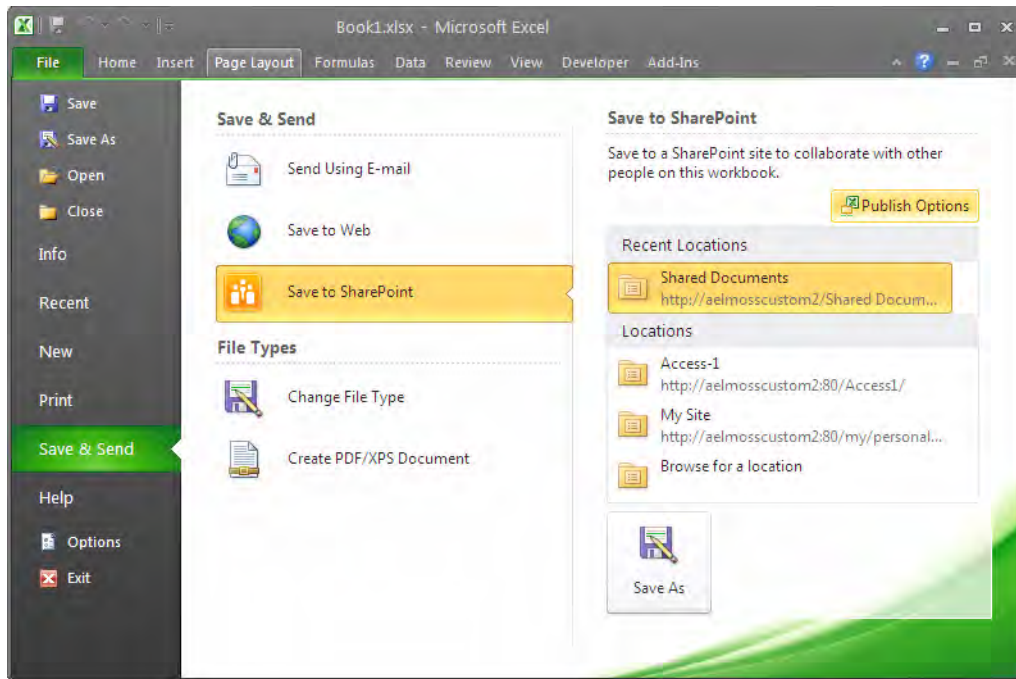 Book1.xlsx - Microsoft Excel
File Home Insert Page Layout Formulas Data Review View Developer Add-Ins
Save
Save As
Open
Close
Info
Recent
New
Print
Save & Send
Help
Options
Exit
Save & Send
Send Using E-mail
Save to Web
Save to SharePoint
File Types
Change File Type
Create PDF/XPS Document
Save to SharePoint
Save to a SharePoint site to collaborate with other
people on this workbook.
Publish Options
Recent Locations
Shared Documents
http://aelmosscustom2/Shared Docum...
Locations
Access-1
http://aelmosscustom2:80/Access1/
My Site
http://aelmosscustom2:80/my/personal...
Browse for a location
Save As